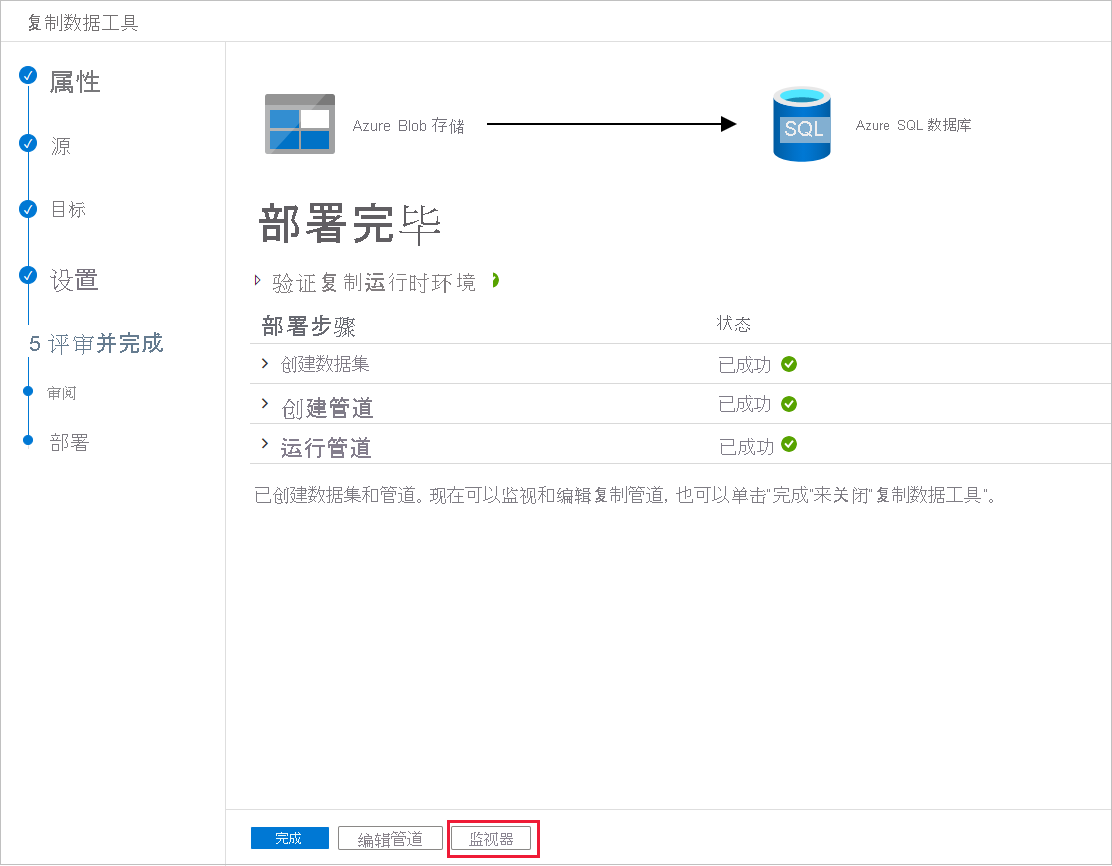 复制数据工具
属性
源
目标
设置
5 评审并完成
审阅
部署
Azure Blob 存储
SQL
Azure SQL 数据库
部署完毕
验证复制运行时环境
部署步骤 状态
创建数据集 已成功
创建管道 已成功
运行管道 已成功
已创建数据集和管道。现在可以监视和编辑复制管道, 也可以单击"完成"来关闭"复制数据工具"。
完成 编辑管道 监视器